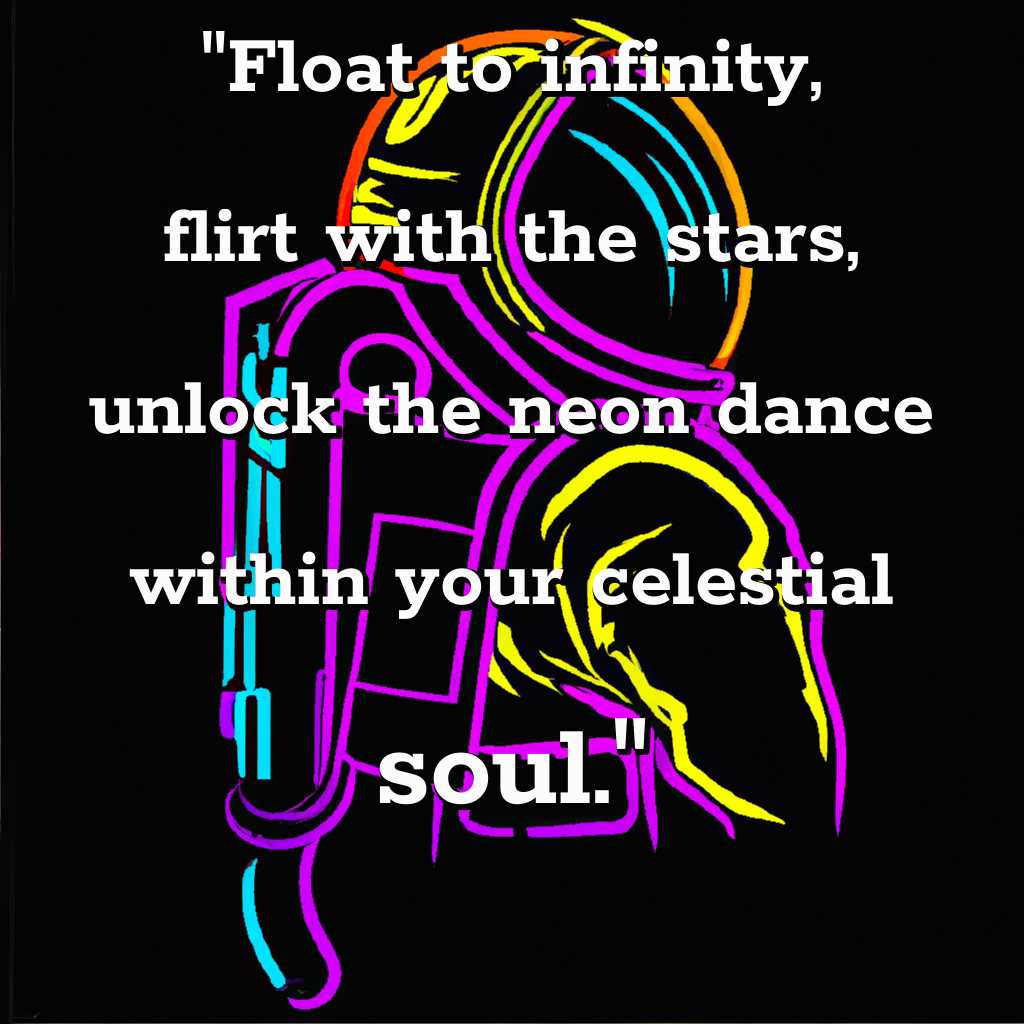 "Float to infinity,
flirt with the stars,
unlock the neon dance
within your celestial
soul."